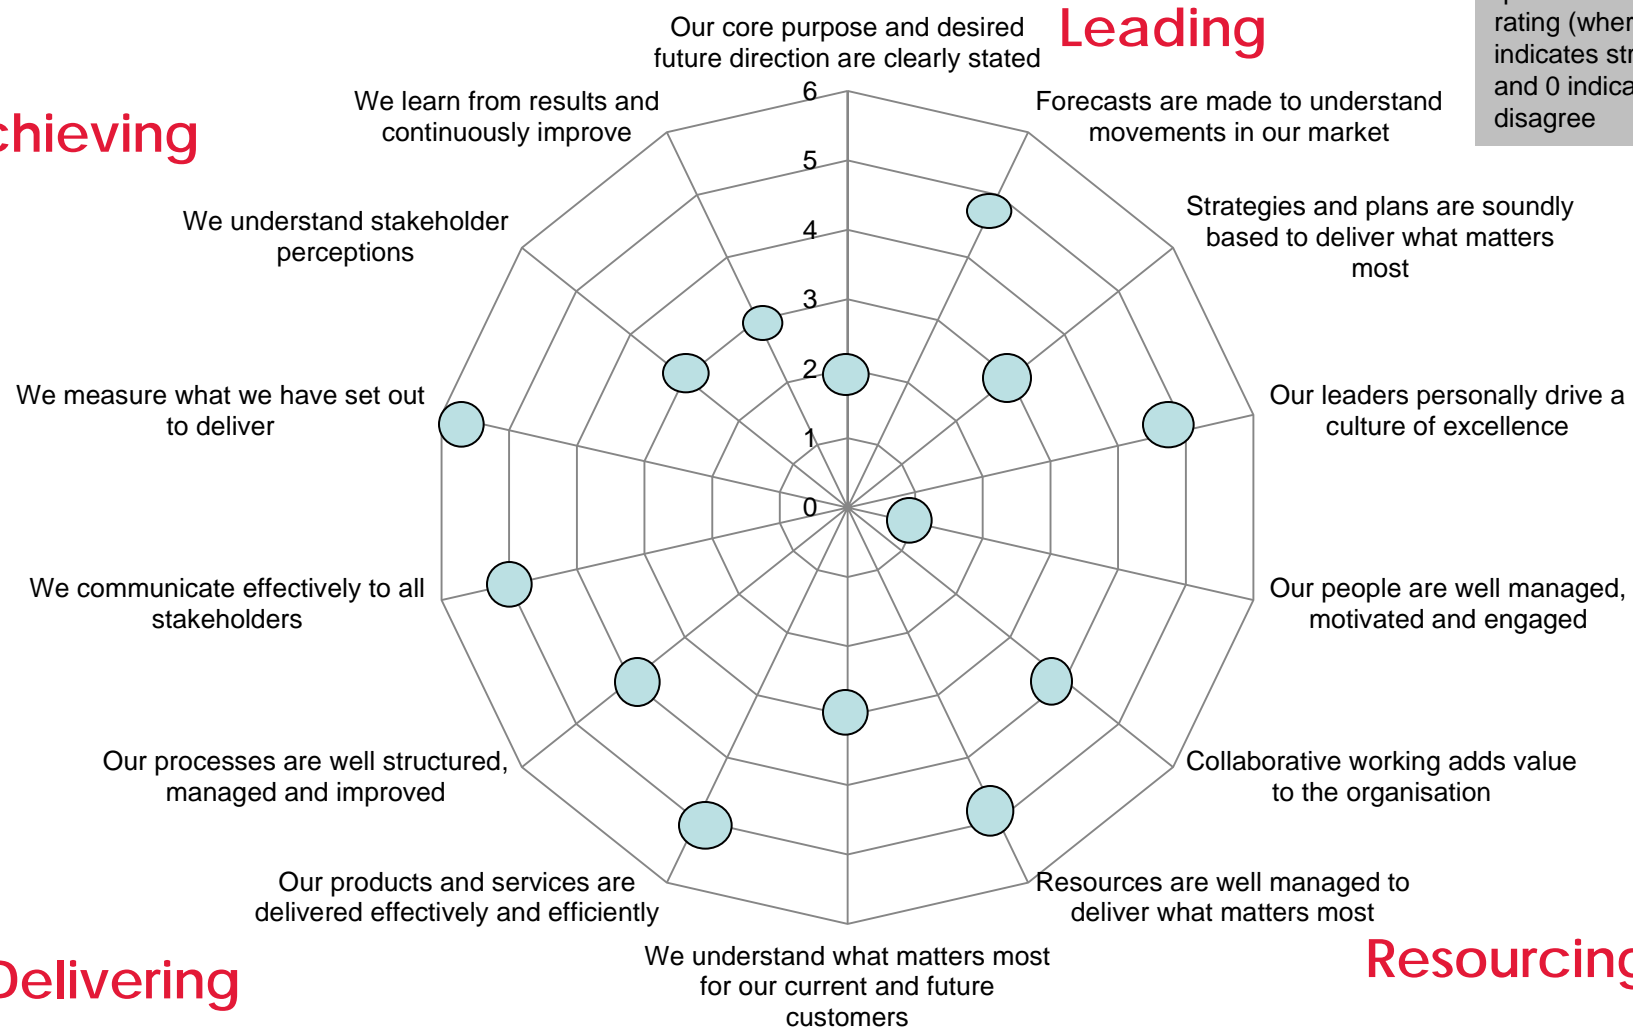 Our core purpose and desired
future direction are clearly stated
Leading
rating
indicates
and 0
disagree
We learn from results and
continuously improve
Forecasts are made to understand
movements in our market
We understand stakeholder
perceptions
Strategies and plans are soundly
based to deliver what matters
most
We measure what we have set out
to deliver
Our leaders personally drive a
culture of excellence
6
5
4
3
2
1
0
We communicate effectively to all
stakeholders
Our people are well managed,
motivated and engaged
Our processes are well structured,
managed and improved
Collaborative working adds value
to the organisation
Our products and services are
delivered effectively and efficiently
Resources are well managed to
deliver what matters most
We understand what matters most
for our current and future
customers
Delivering
Resourcing